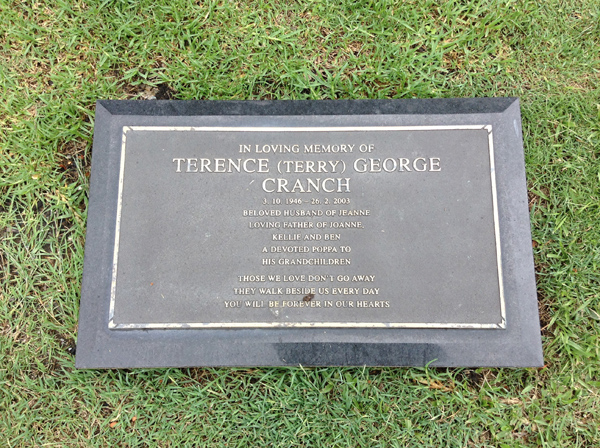 IN LOVING MEMORY OF
TERENCE (TERRY) GEORGE
CRANCH
3. 10. 1946 – 26. 2. 2003
BELOVED HUSBAND OF JEANNE
LOVING FATHER OF JOANNE,
KELLIE AND BEN
A DEVOTED POPPA TO
HIS GRANDCHILDREN
THOSE WE LOVE DON'T GO AWAY
THEY WALK BESIDE US EVERY DAY
YOU WILL BE FOREVER IN OUR HEARTS